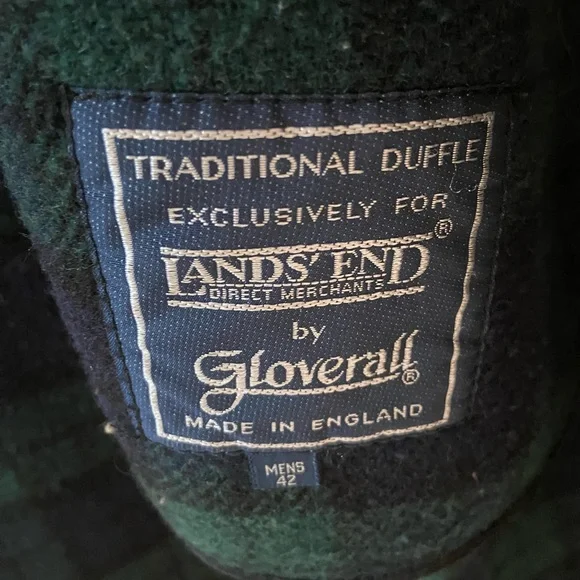 TRADITIONAL DUFFLE
EXCLUSIVELY FOR
LANDS' END®
DIRECT MERCHANTS
by
Gloverall®
MADE IN ENGLAND
MENS
42